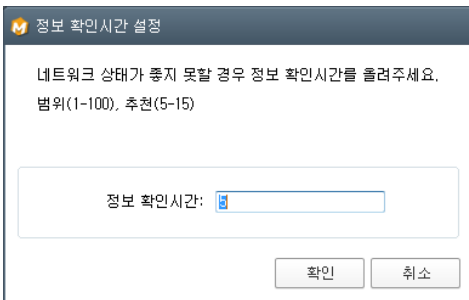 정보 확인시간 설정
네트워크 상태가 좋지 못할 경우 정보 확인시간를 올려주세요.
범위(1-100), 추천(5-15)
정보 확인시간: 5
확인 취소